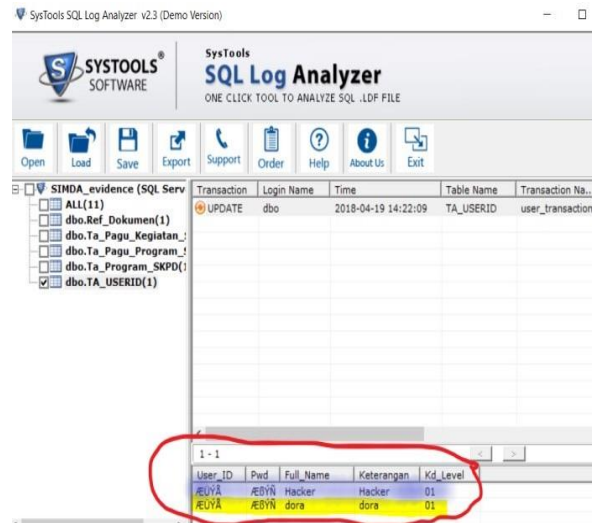 SysTools SQL Log Analyzer v2.3 (Demo Version)
SYSTOOLS®
SOFTWARE
SysTools
SQL Log Analyzer
ONE CLICK TOOL TO ANALYZE SQL .LDF FILE
Open Load Save Export Support Order Help About Us Exit
SIMDA_evidence (SQL Serv
ALL(11)
dbo.Ref_Dokumen(1)
dbo.Ta_Pagu_Kegiatan_
dbo.Ta_Pagu_Program_
dbo.Ta_Program_SKPD(
dbo.TA_USERID(1)
Transaction Login Name Time Table Name Transaction Na..
UPDATE dbo 2018-04-19 14:22:09 TA_USERID user_transaction
1 - 1
User_ID Pwd Full_Name Keterangan Kd_Level
Hacker Hacker 01
dora dora 01